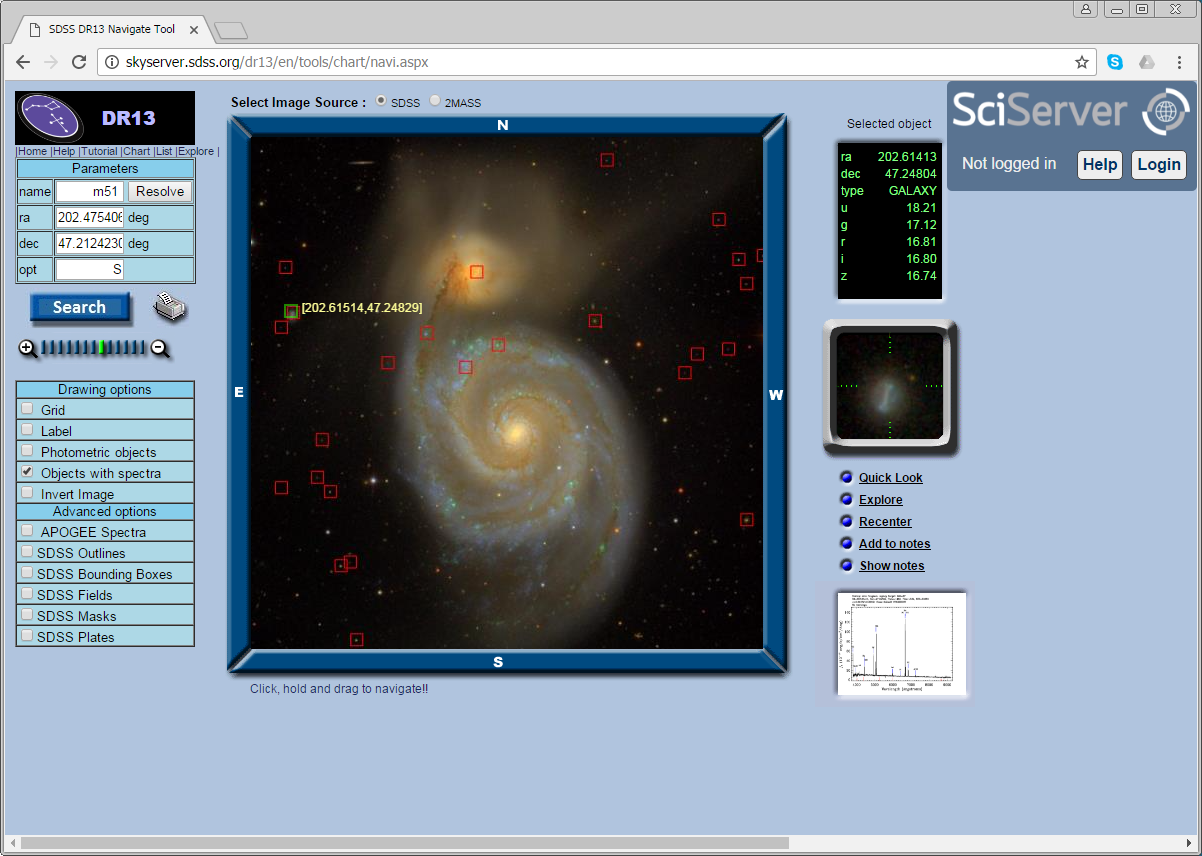 SDSS DR13 Navigate Tool
skyserver.sdss.org/dr13/en/tools/chart/navi.aspx
DR13
|Home |Help |Tutorial |Chart |List |Explore |
Parameters
name m51 Resolve
ra 202.475406 deg
dec 47.2124230 deg
opt S
Search
Drawing options
Grid
Label
Photometric objects
Objects with spectra
Invert Image
Advanced options
APOGEE Spectra
SDSS Outlines
SDSS Bounding Boxes
SDSS Fields
SDSS Masks
SDSS Plates
Select Image Source : SDSS 2MASS
N
E
W
S
[202.61514,47.24829]
Click, hold and drag to navigate!!
Selected object
ra 202.61413
dec 47.24804
type GALAXY
u 18.21
g 17.12
r 16.81
i 16.80
z 16.74
Quick Look
Explore
Recenter
Add to notes
Show notes
Wavelength [Angstroms]
SciServer
Not logged in Help Login